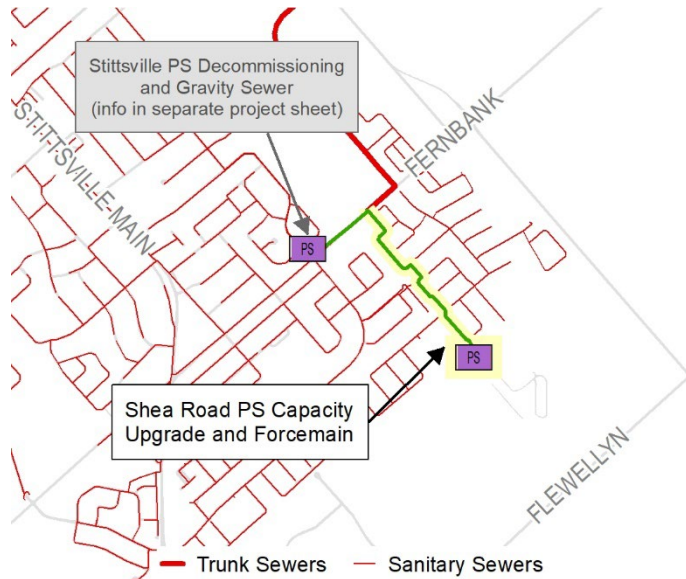 Stittsville PS Decommissioning
and Gravity Sewer
(info in separate project sheet)
STITTSVILLE MAIN
FERNBANK
PS
PS
Shea Road PS Capacity
Upgrade and Forcemain
FLEWELLYN
Trunk Sewers
Sanitary Sewers